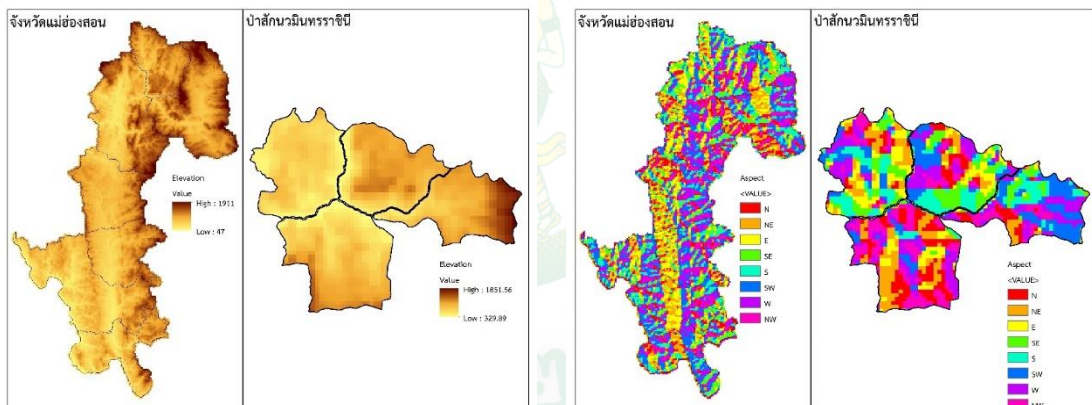 จังหวัดแม่ฮ่องสอน
ป่าสักนวมินทรราชินี
Elevation
Value
High : 1911
Low : 47
Elevation
Value
High : 1851.56
Low : 329.89
จังหวัดแม่ฮ่องสอน
ป่าสักนวมินทรราชินี
Aspect
<VALUE>
N
NE
E
SE
S
SW
W
NW
Aspect
<VALUE>
N
NE
E
SE
S
SW
W
NW